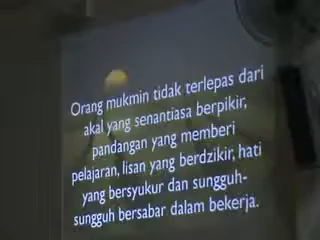 Orang mukmin tidak terlepas dari
akal yang senantiasa berpikir,
pandangan yang memberi
pelajaran, lisan yang berdzikir, hati
yang bersyukur dan sungguh-
sungguh bersabar dalam bekerja.